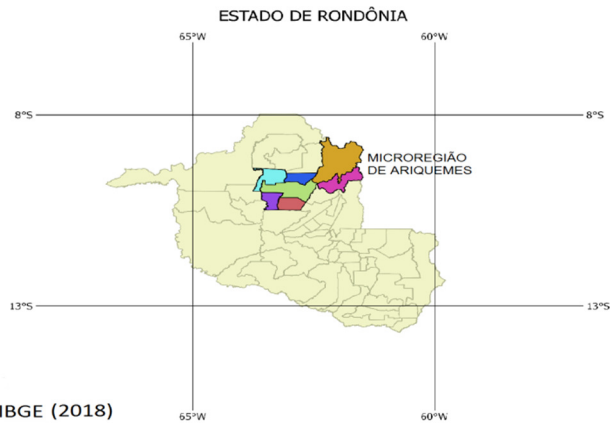 ESTADO DE RONDÔNIA
65°W 60°W
8°S 8°S
MICROREGIÃO
DE ARIQUEMES
13°S 13°S
IBGE (2018)
65°W 60°W